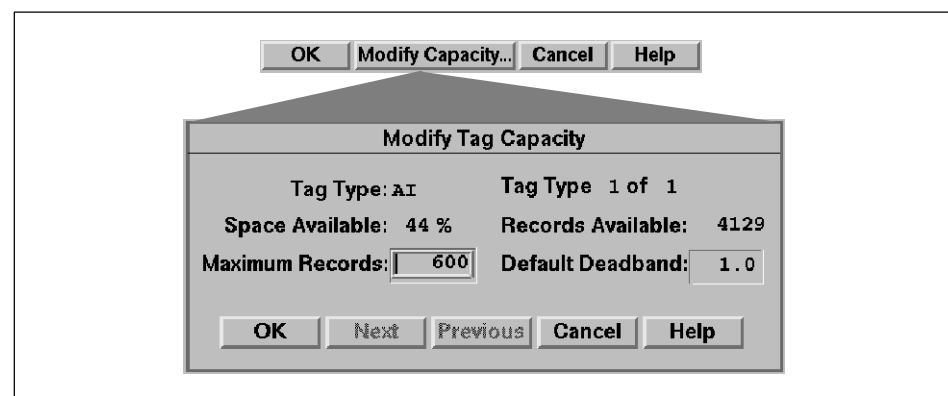 OK Modify Capacity... Cancel Help
Modify Tag Capacity
Tag Type: AI Tag Type 1 of 1
Space Available: 44 % Records Available: 4129
Maximum Records: 600 Default Deadband: 1.0
OK Next Previous Cancel Help